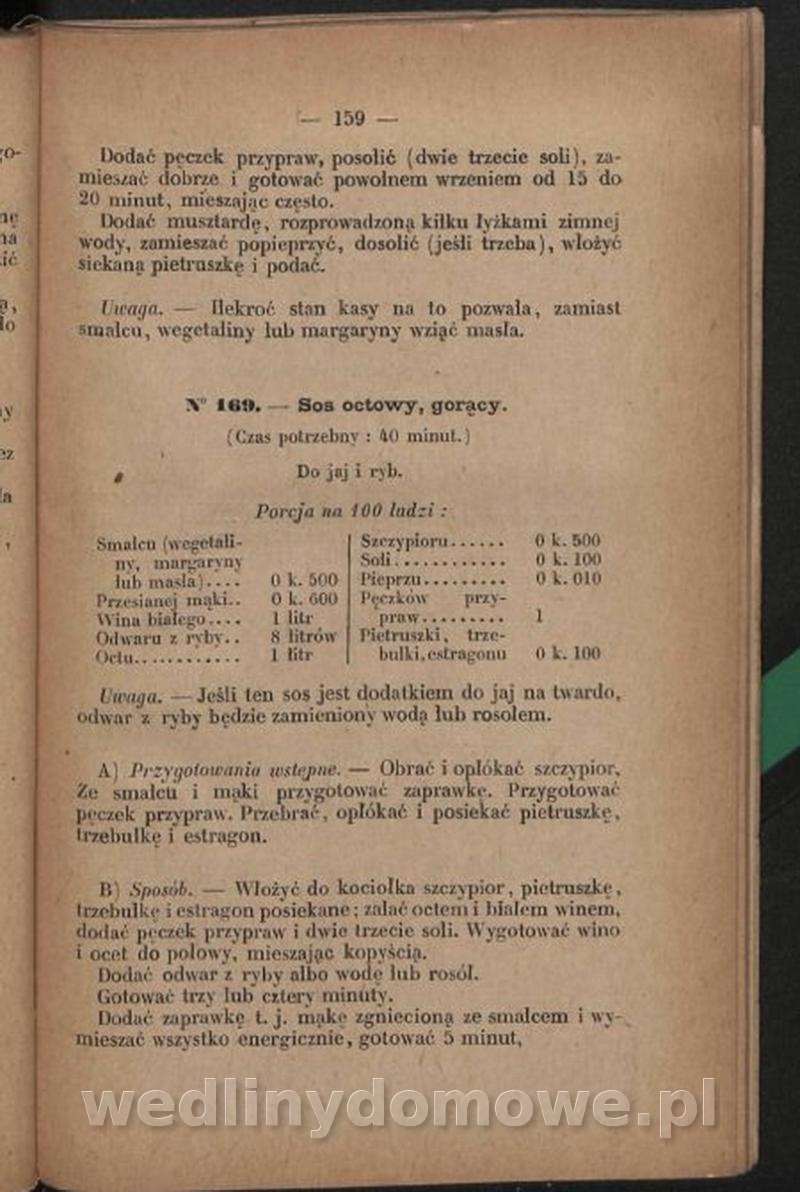 — 159 —
Dodać pęczek przypraw, posolić (dwie trzecie soli), za-
mieszać dobrze i gotować powolnem wrzeniem od 15 do
20 minut, mieszając często.
Dodać musztardę, rozprowadzoną kilku łyżkami zimnej
wody, zamieszać popieprzyć, dosolić (jeśli trzeba), włożyć
siekaną pietruszkę i podać.
Uwaga. — Ilekroć stan kasy na to pozwala, zamiast
smalcu, wegetaliny lub margaryny wziąć masła.
N° 169. — Sos octowy, gorący.
(Czas potrzebny : 40 minut.)
Do jaj i ryb.
Porcja na 100 ludzi :
Smalcu (wegetali-
ny, margaryny
lub masła).... 0 k. 500
Przesianej mąki.. 0 k. 600
Wina białego.... 1 litr
Odwaru z ryby.. 8 litrów
Octu............ 1 litr
Szczypioru...... 0 k. 500
Soli............ 0 k. 100
Pieprzu......... 0 k. 010
Pęczków przy-
praw......... 1
Pietruszki, trze-
bulki, estragonu 0 k. 100
Uwaga. — Jeśli ten sos jest dodatkiem do jaj na twardo,
odwar z ryby będzie zamieniony wodą lub rosołem.
A) Przygotowania wstępne. — Obrać i opłókać szczypior.
Ze smalcu i mąki przygotować zaprawkę. Przygotować
pęczek przypraw. Przebrać, opłókać i posiekać pietruszkę,
trzebulkę i estragon.
B) Sposób. — Włożyć do kociołka szczypior, pietruszkę,
trzebulkę i estragon posiekane; zalać octem i białem winem,
dodać pęczek przypraw i dwie trzecie soli. Wygotować wino
i ocet do połowy, mieszając kopyścią.
Dodać odwar z ryby albo wodę lub rosół.
Gotować trzy lub cztery minuty.
Dodać zaprawkę t. j. mąkę zgniecioną ze smalcem i wy-
mieszać wszystko energicznie, gotować 5 minut,
wedlinydomowe.pl